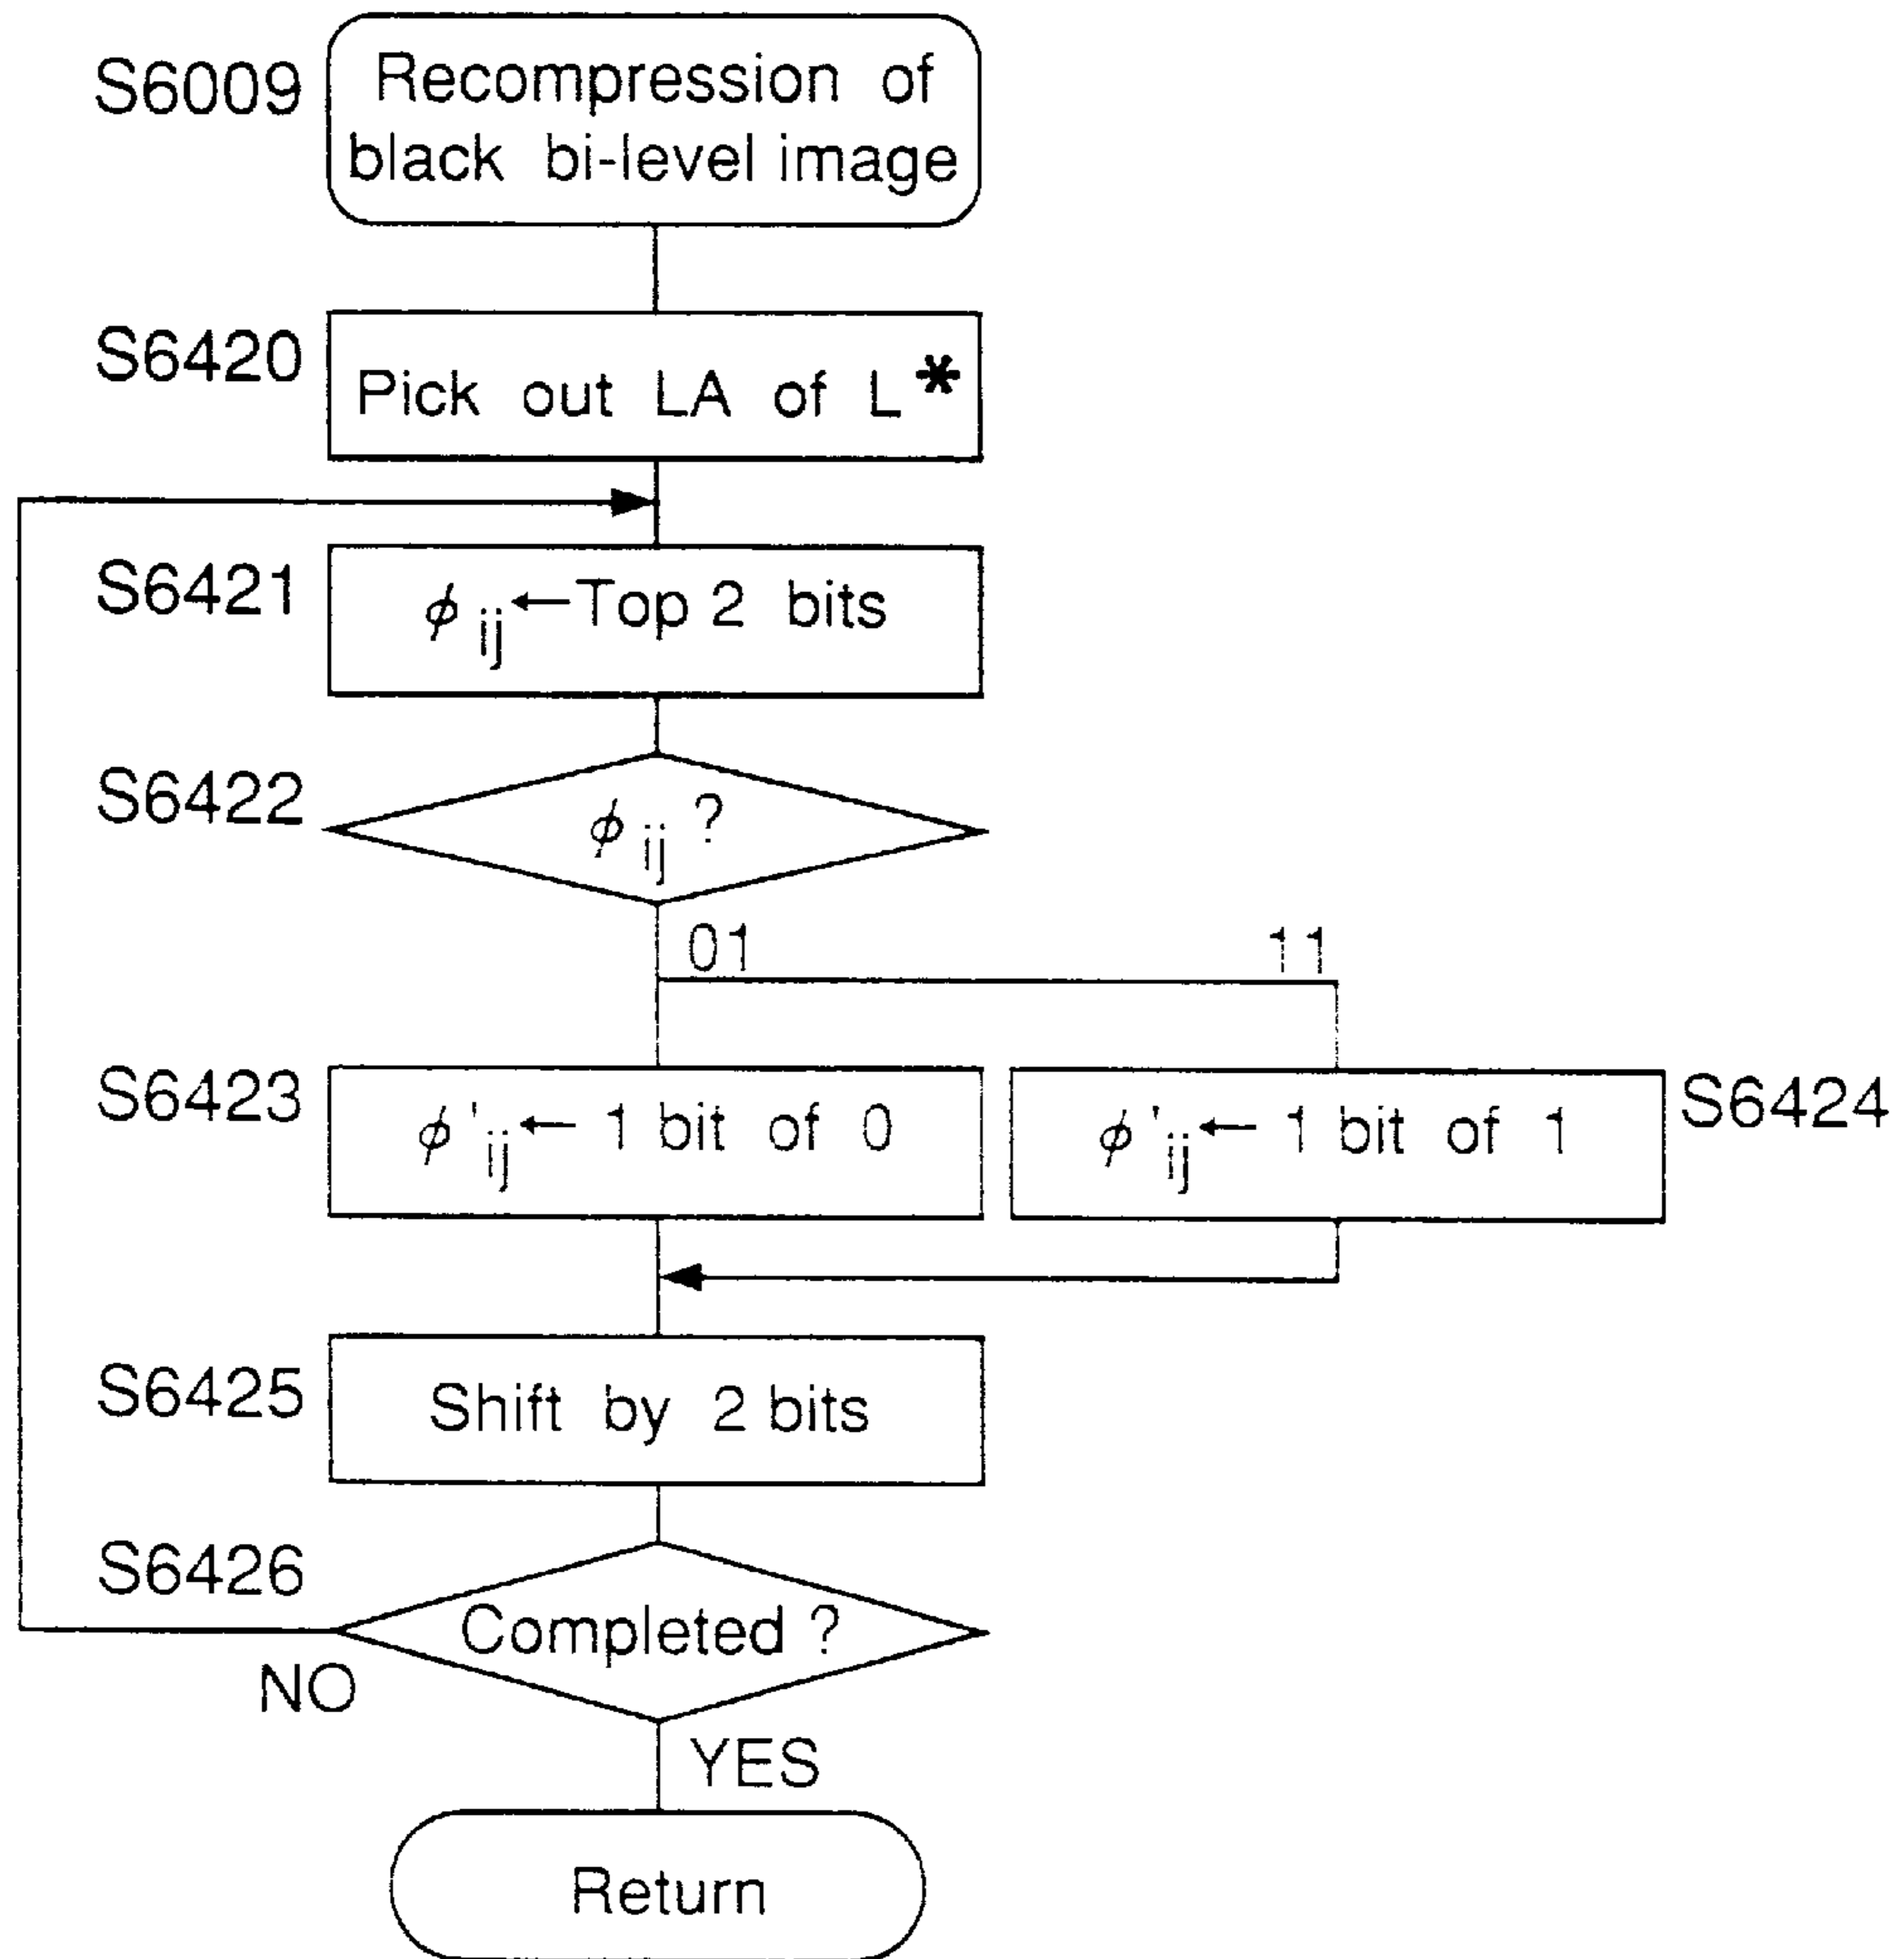 S6009
Recompression of
black bi-level image
S6420
Pick out LA of L*
S6421
ϕ ij ← Top 2 bits
S6422
ϕ ij ?
01
11
S6423
ϕ'ij ← 1 bit of 0
ϕ'ij ← 1 bit of 1
S6424
S6425
Shift by 2 bits
S6426
Completed ?
NO
YES
Return